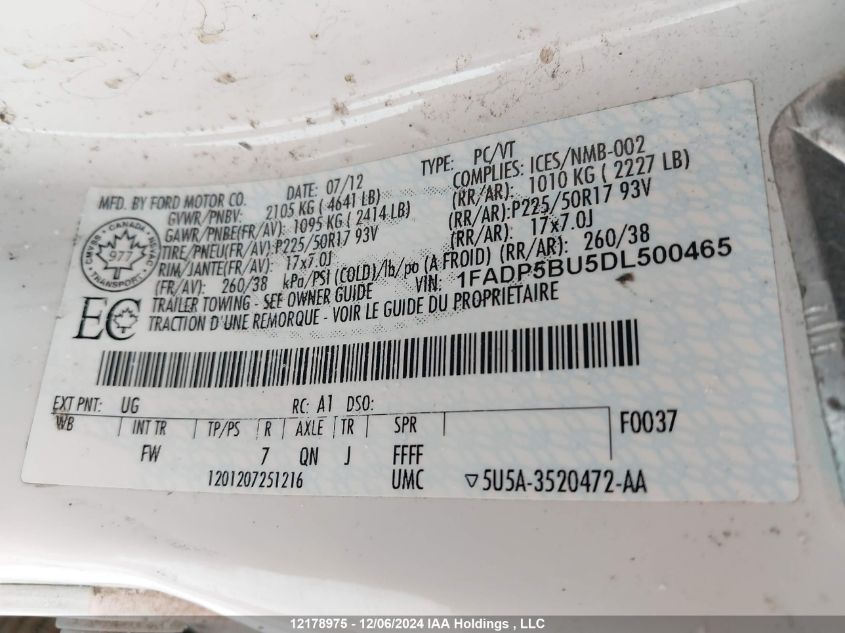 MFD. BY FORD MOTOR CO. DATE: 07/12 TYPE: PC/VT
GVWR/PNBV: 2105 KG ( 4641 LB) COMPLIES: ICES/NMB-002
GAWR/PNBE(FR/AV): 1095 KG ( 2414 LB) (RR/AR): 1010 KG ( 2227 LB)
TIRE/PNEU(FR/AV):P225/50R17 93V (RR/AR):P225/50R17 93V
RIM/JANTE(FR/AV): 17x7.0J (RR/AR): 17x7.0J
(FR/AV): 260/38 kPa/PSI (COLD)/lb/po (A FROID) (RR/AR): 260/38
TRAILER TOWING - SEE OWNER GUIDE VIN: 1FADP5BU5DL500465
TRACTION D'UNE REMORQUE - VOIR LE GUIDE DU PROPRIETAIRE
CANADA
CMVSS NSVAC
977
EC
EXT PNT: UG RC: A1 DSO:
WB INT TR TP/PS R AXLE TR SPR F0037
FW 7 QN J FFFF
1201207251216 UMC ▽5U5A-3520472-AA
12178975 - 12/06/2024 IAA Holdings , LLC